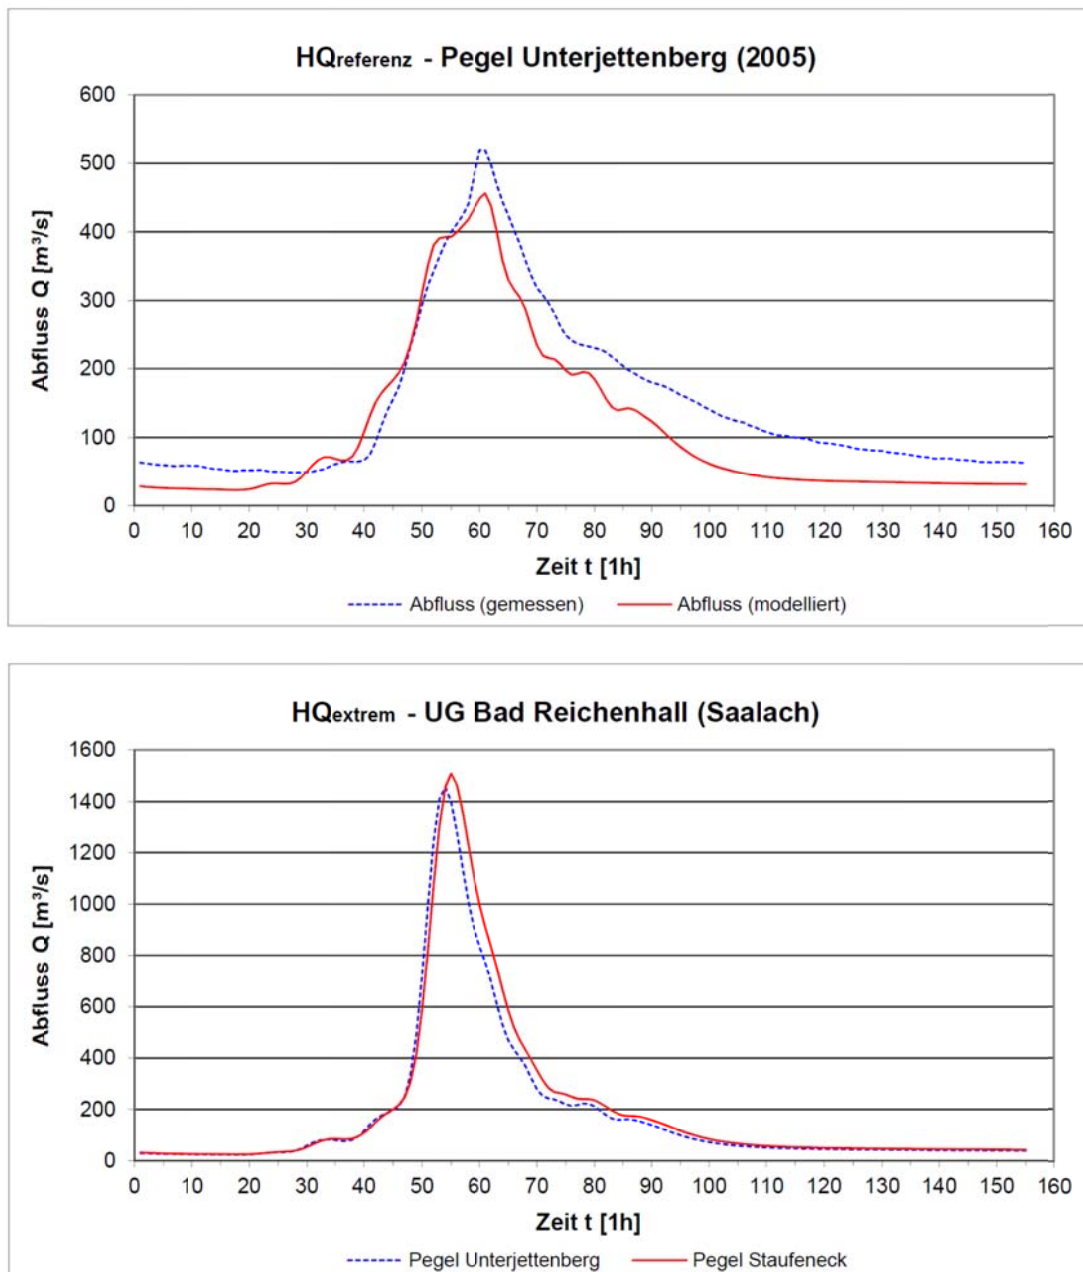 HQreferenz - Pegel Unterjettenberg (2005)
600
500
400
300
200
100
0
Abfluss Q [m³/s]
0 10 20 30 40 50 60 70 80 90 100 110 120 130 140 150 160
Zeit t [1h]
Abfluss (gemessen) Abfluss (modelliert)
HQextrem - UG Bad Reichenhall (Saalach)
1600
1400
1200
1000
800
600
400
200
0
Abfluss Q [m³/s]
0 10 20 30 40 50 60 70 80 90 100 110 120 130 140 150 160
Zeit t [1h]
Pegel Unterjettenberg Pegel Staufeneck